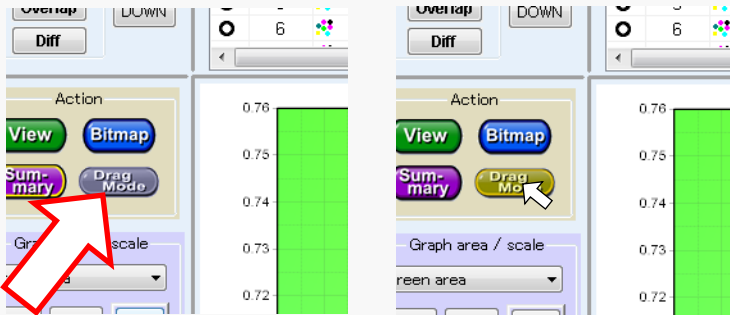 Overlap
DOWN
Diff
6
Action
View
Bitmap
Sum-
mary
Drag
Mode
scale
0.76
0.75
0.74
0.73
0.72
Overlap
DOWN
Diff
6
Action
View
Bitmap
Sum-
mary
Drag
Graph area / scale
reen area
0.76
0.75
0.74
0.73
0.72